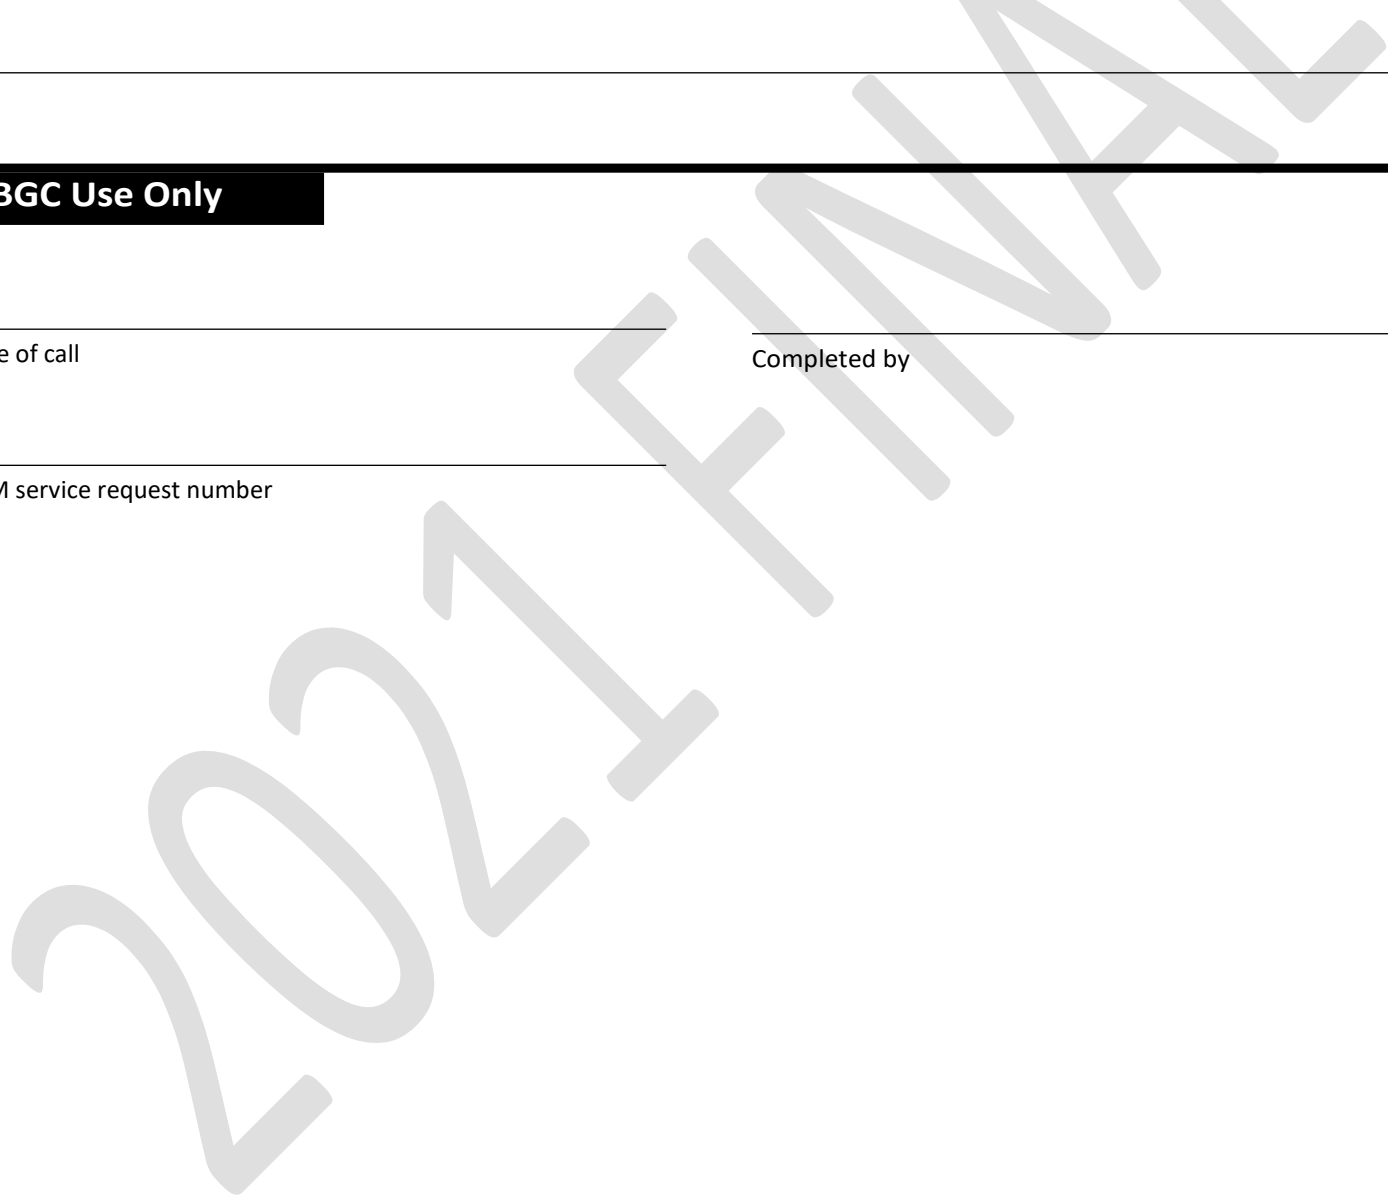 BGC Use Only
e of call
Completed by
M service request number
2021 FINAL